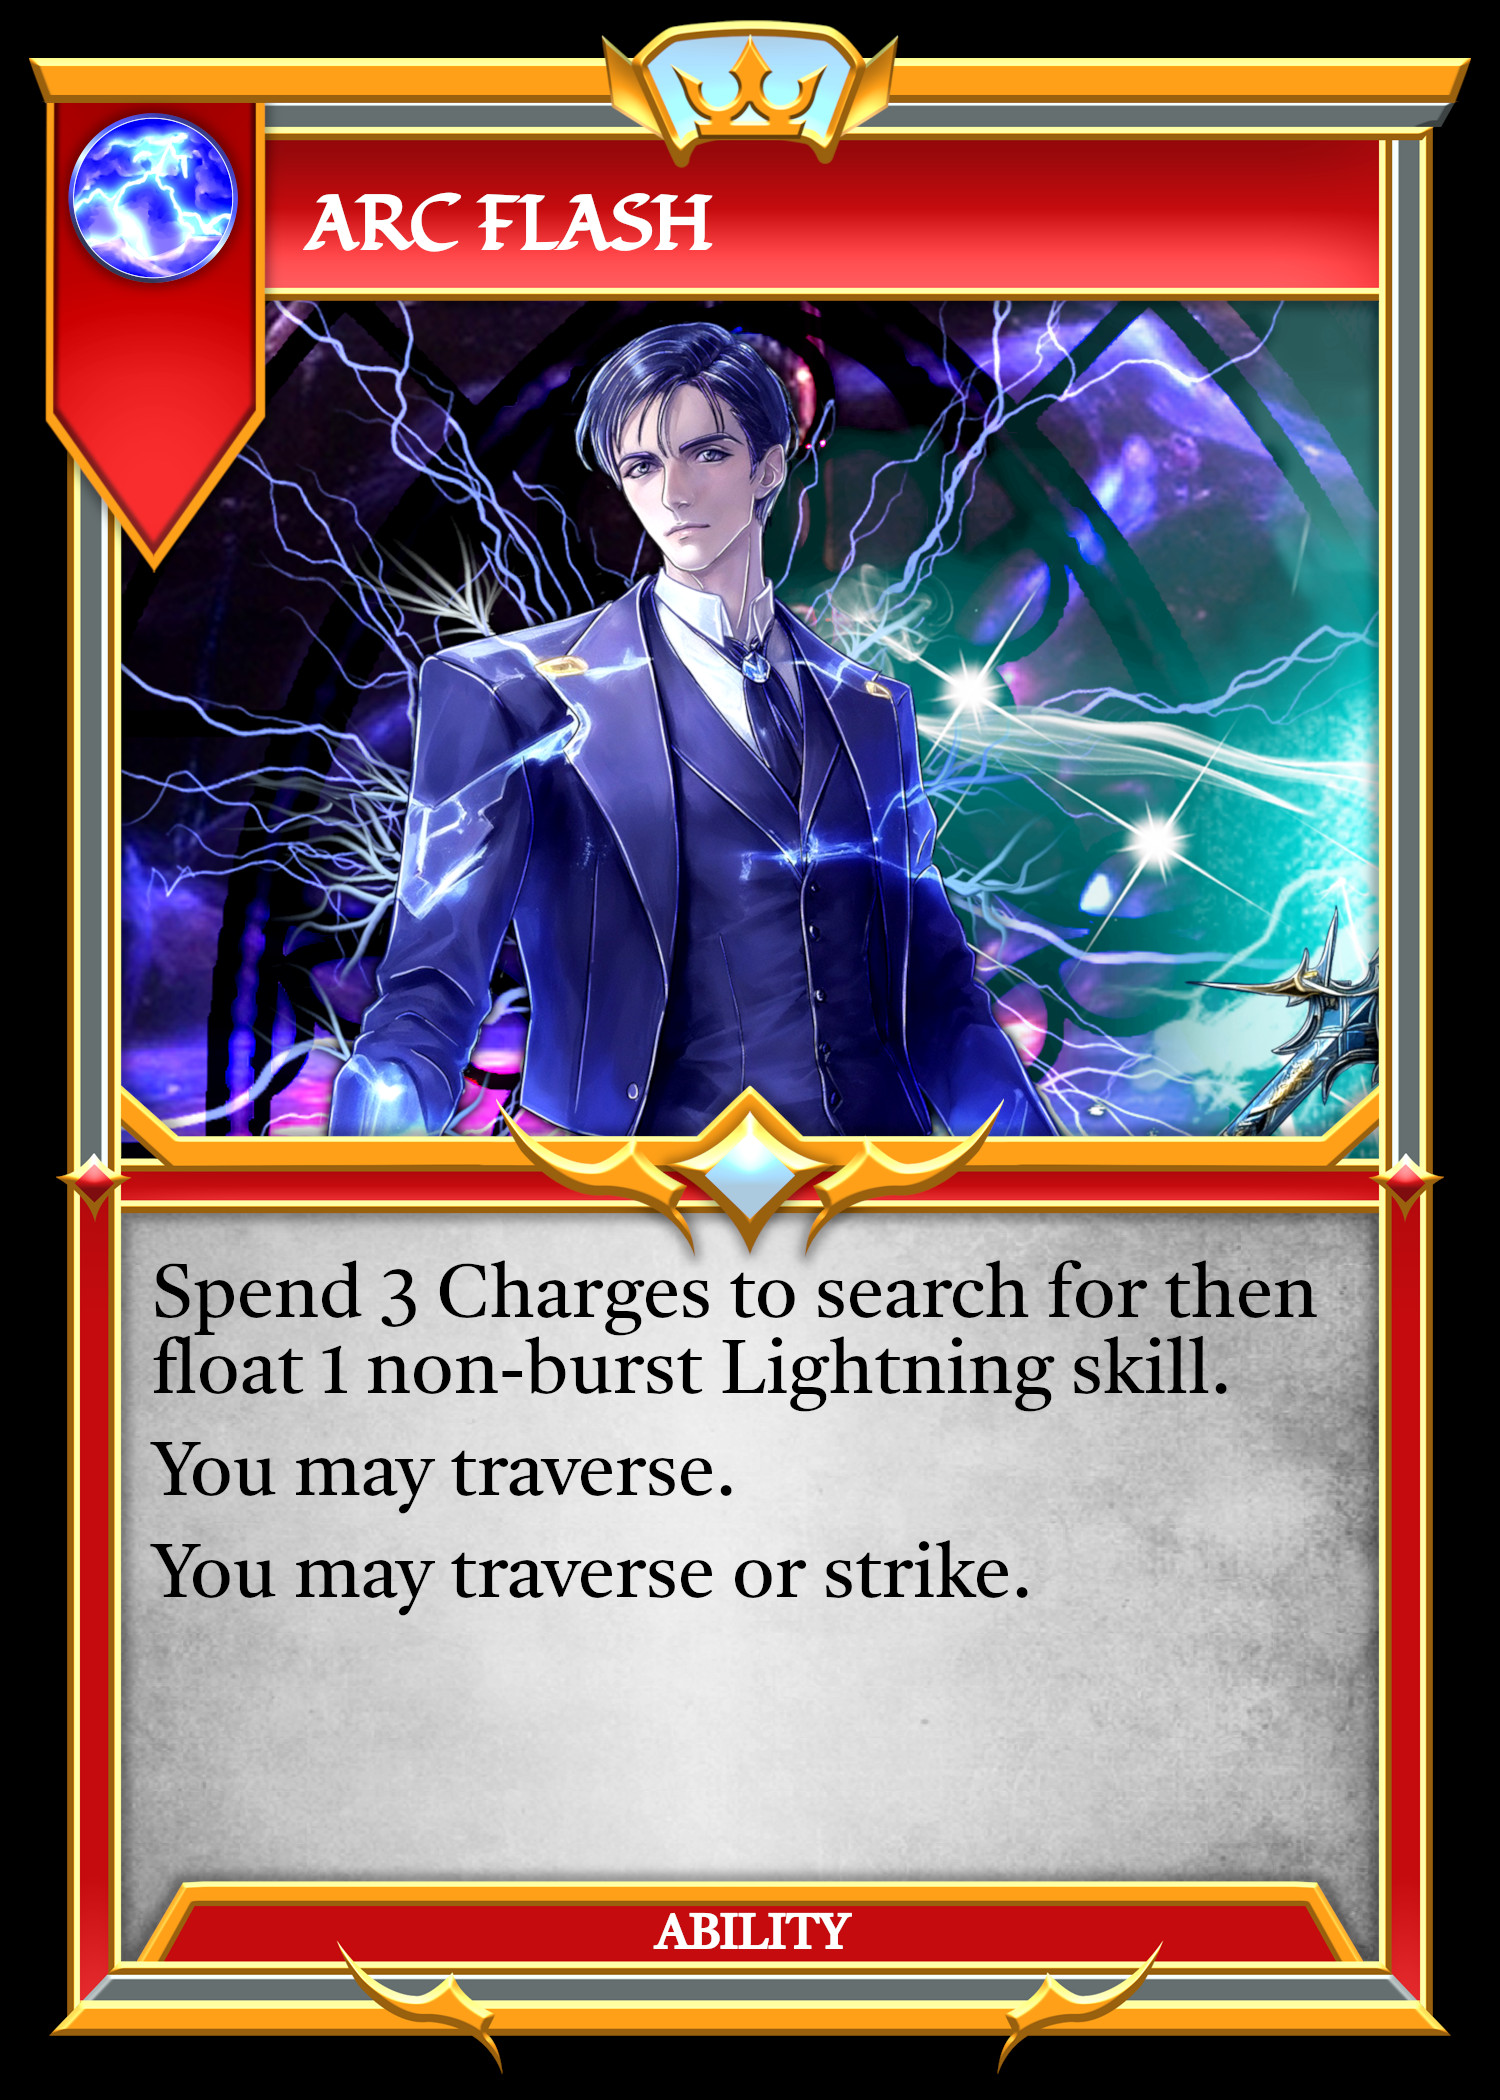 ARC FLASH
Spend 3 Charges to search for then
float 1 non-burst Lightning skill.
You may traverse.
You may traverse or strike.
ABILITY